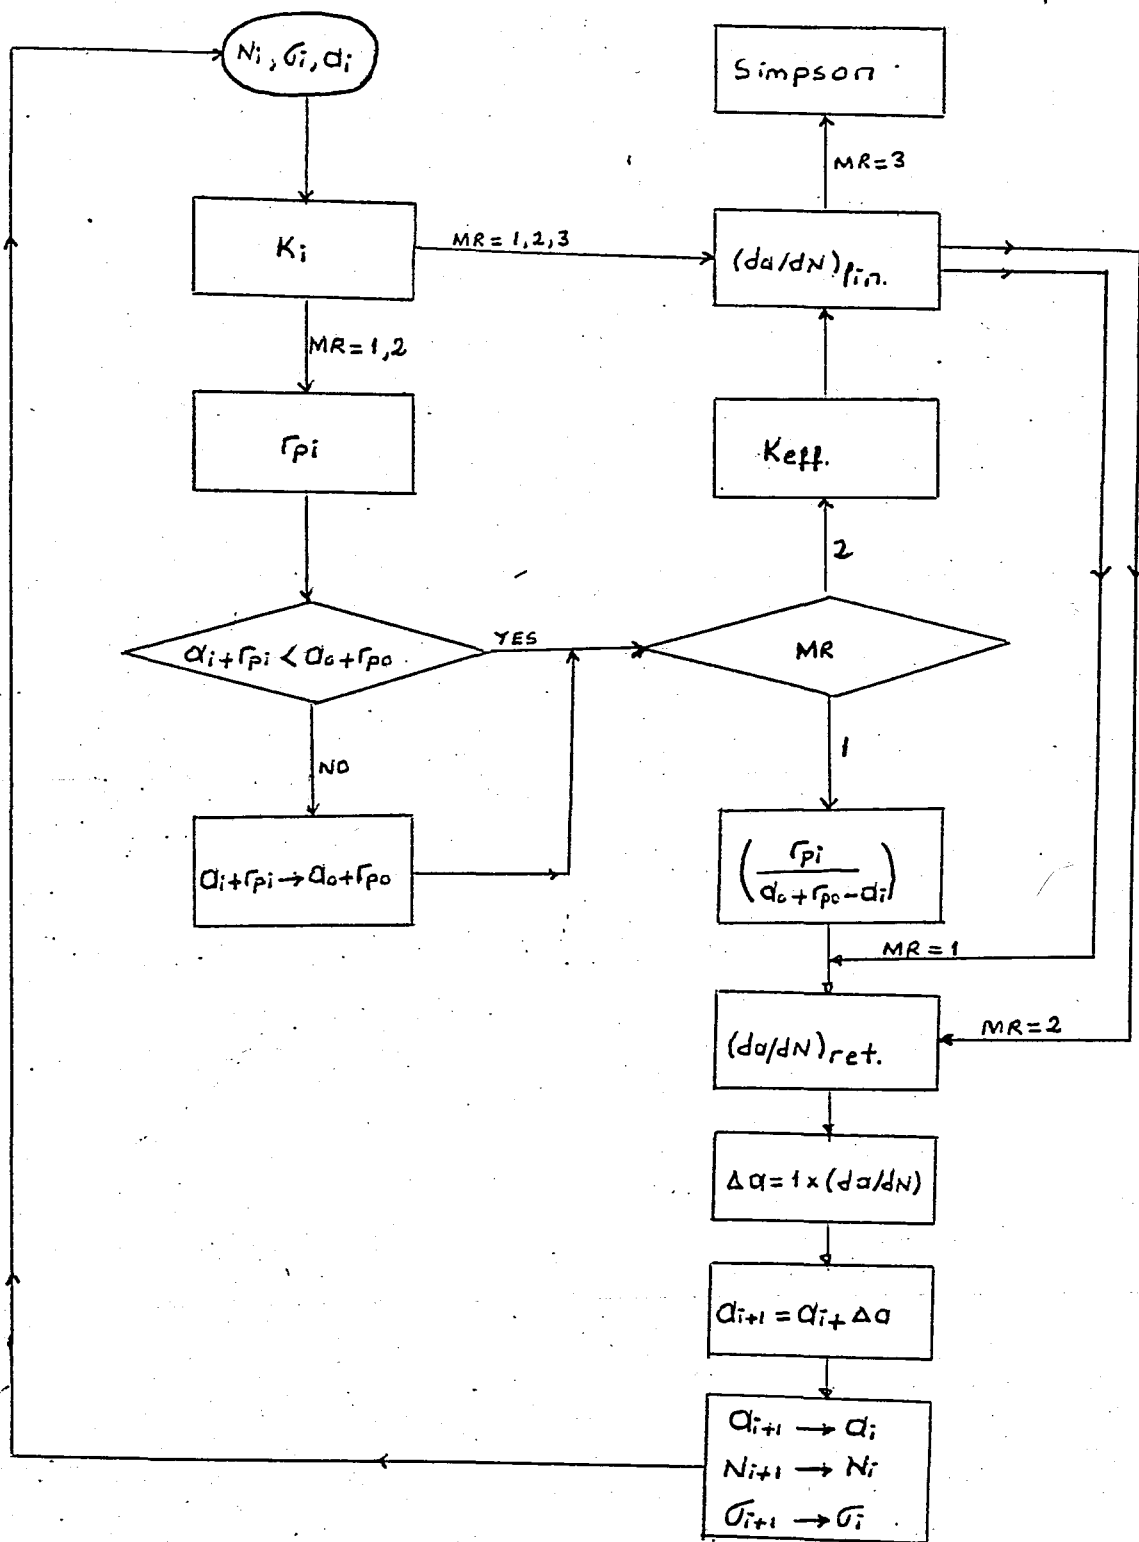 Ni, σi, ai
Simpson
MR=3
Ki
MR=1,2,3
(da/dN)lin.
MR=1,2
rpi
Keff.
2
ai+rpi < ao+rpo
YES
MR
NO
1
ai+rpi→ao+rpo
(rpi / ao+rpo-ai)
MR=1
(da/dN)ret.
MR=2
Δa=1x(da/dN)
ai+1 = ai+Δa
ai+1 → ai
Ni+1 → Ni
σi+1 → σi